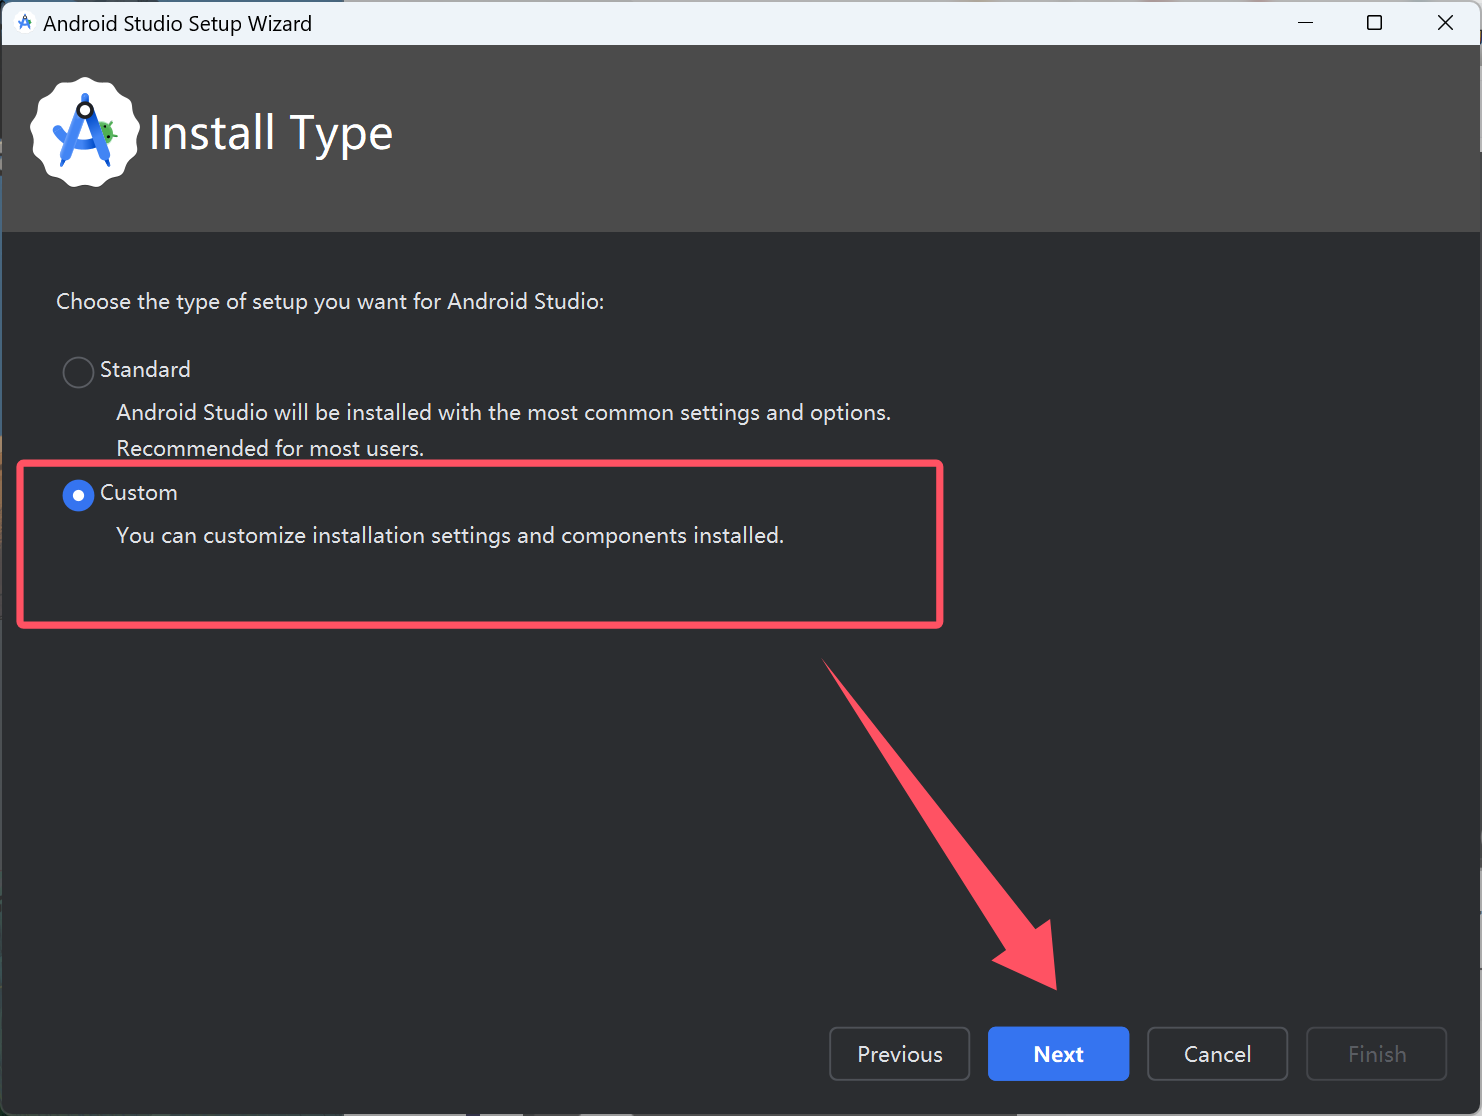 Android Studio Setup Wizard
Install Type
Choose the type of setup you want for Android Studio:
Standard
Android Studio will be installed with the most common settings and options.
Recommended for most users.
Custom
You can customize installation settings and components installed.
Previous
Next
Cancel
Finish